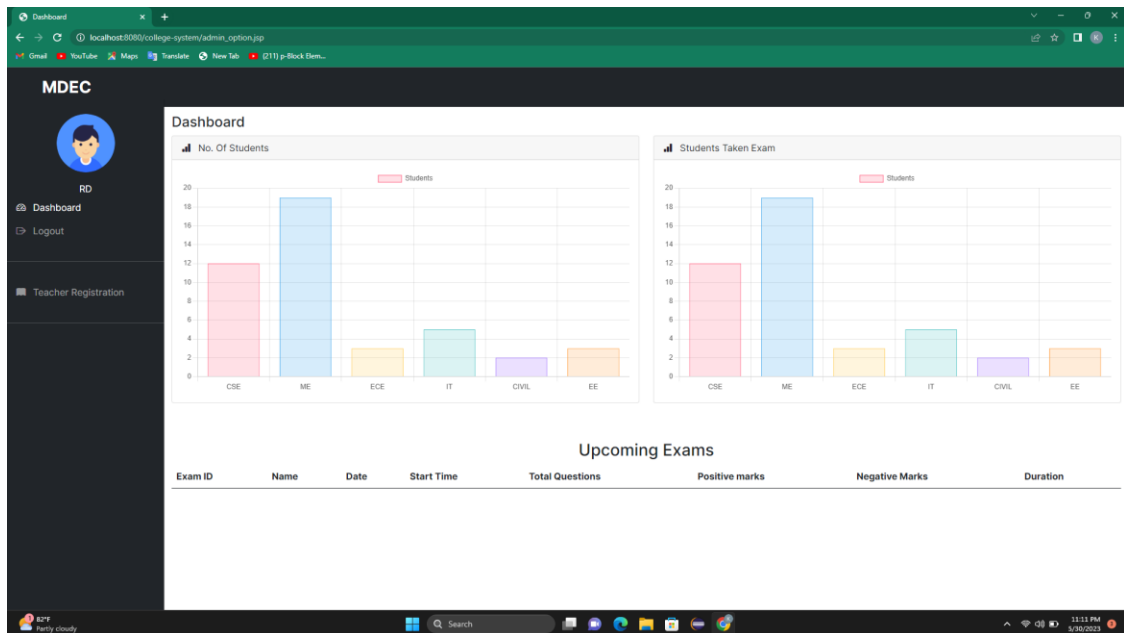 Dashboard
localhost:8080/college-system/admin_option.jsp
K
Gmail YouTube Maps Translate New Tab (211) p-Block Elem...
MDEC
RD
Dashboard
Logout
Teacher Registration
Dashboard
No. Of Students
Students
20
18
16
14
12
10
8
6
4
2
0
CSE ME ECE IT CIVIL EE
Students Taken Exam
Students
20
18
16
14
12
10
8
6
4
2
0
CSE ME ECE IT CIVIL EE
Upcoming Exams
Exam ID Name Date Start Time Total Questions Positive marks Negative Marks Duration
1
82°F
Partly cloudy
Search
11:11 PM
5/30/2023